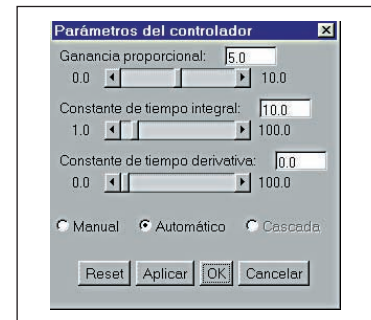 Parámetros del controlador
Ganancia proporcional: 5.0
0.0 10.0
Constante de tiempo integral: 10.0
1.0 100.0
Constante de tiempo derivativa: 0.0
0.0 100.0
Manual Automático Cascada
Reset Aplicar OK Cancelar